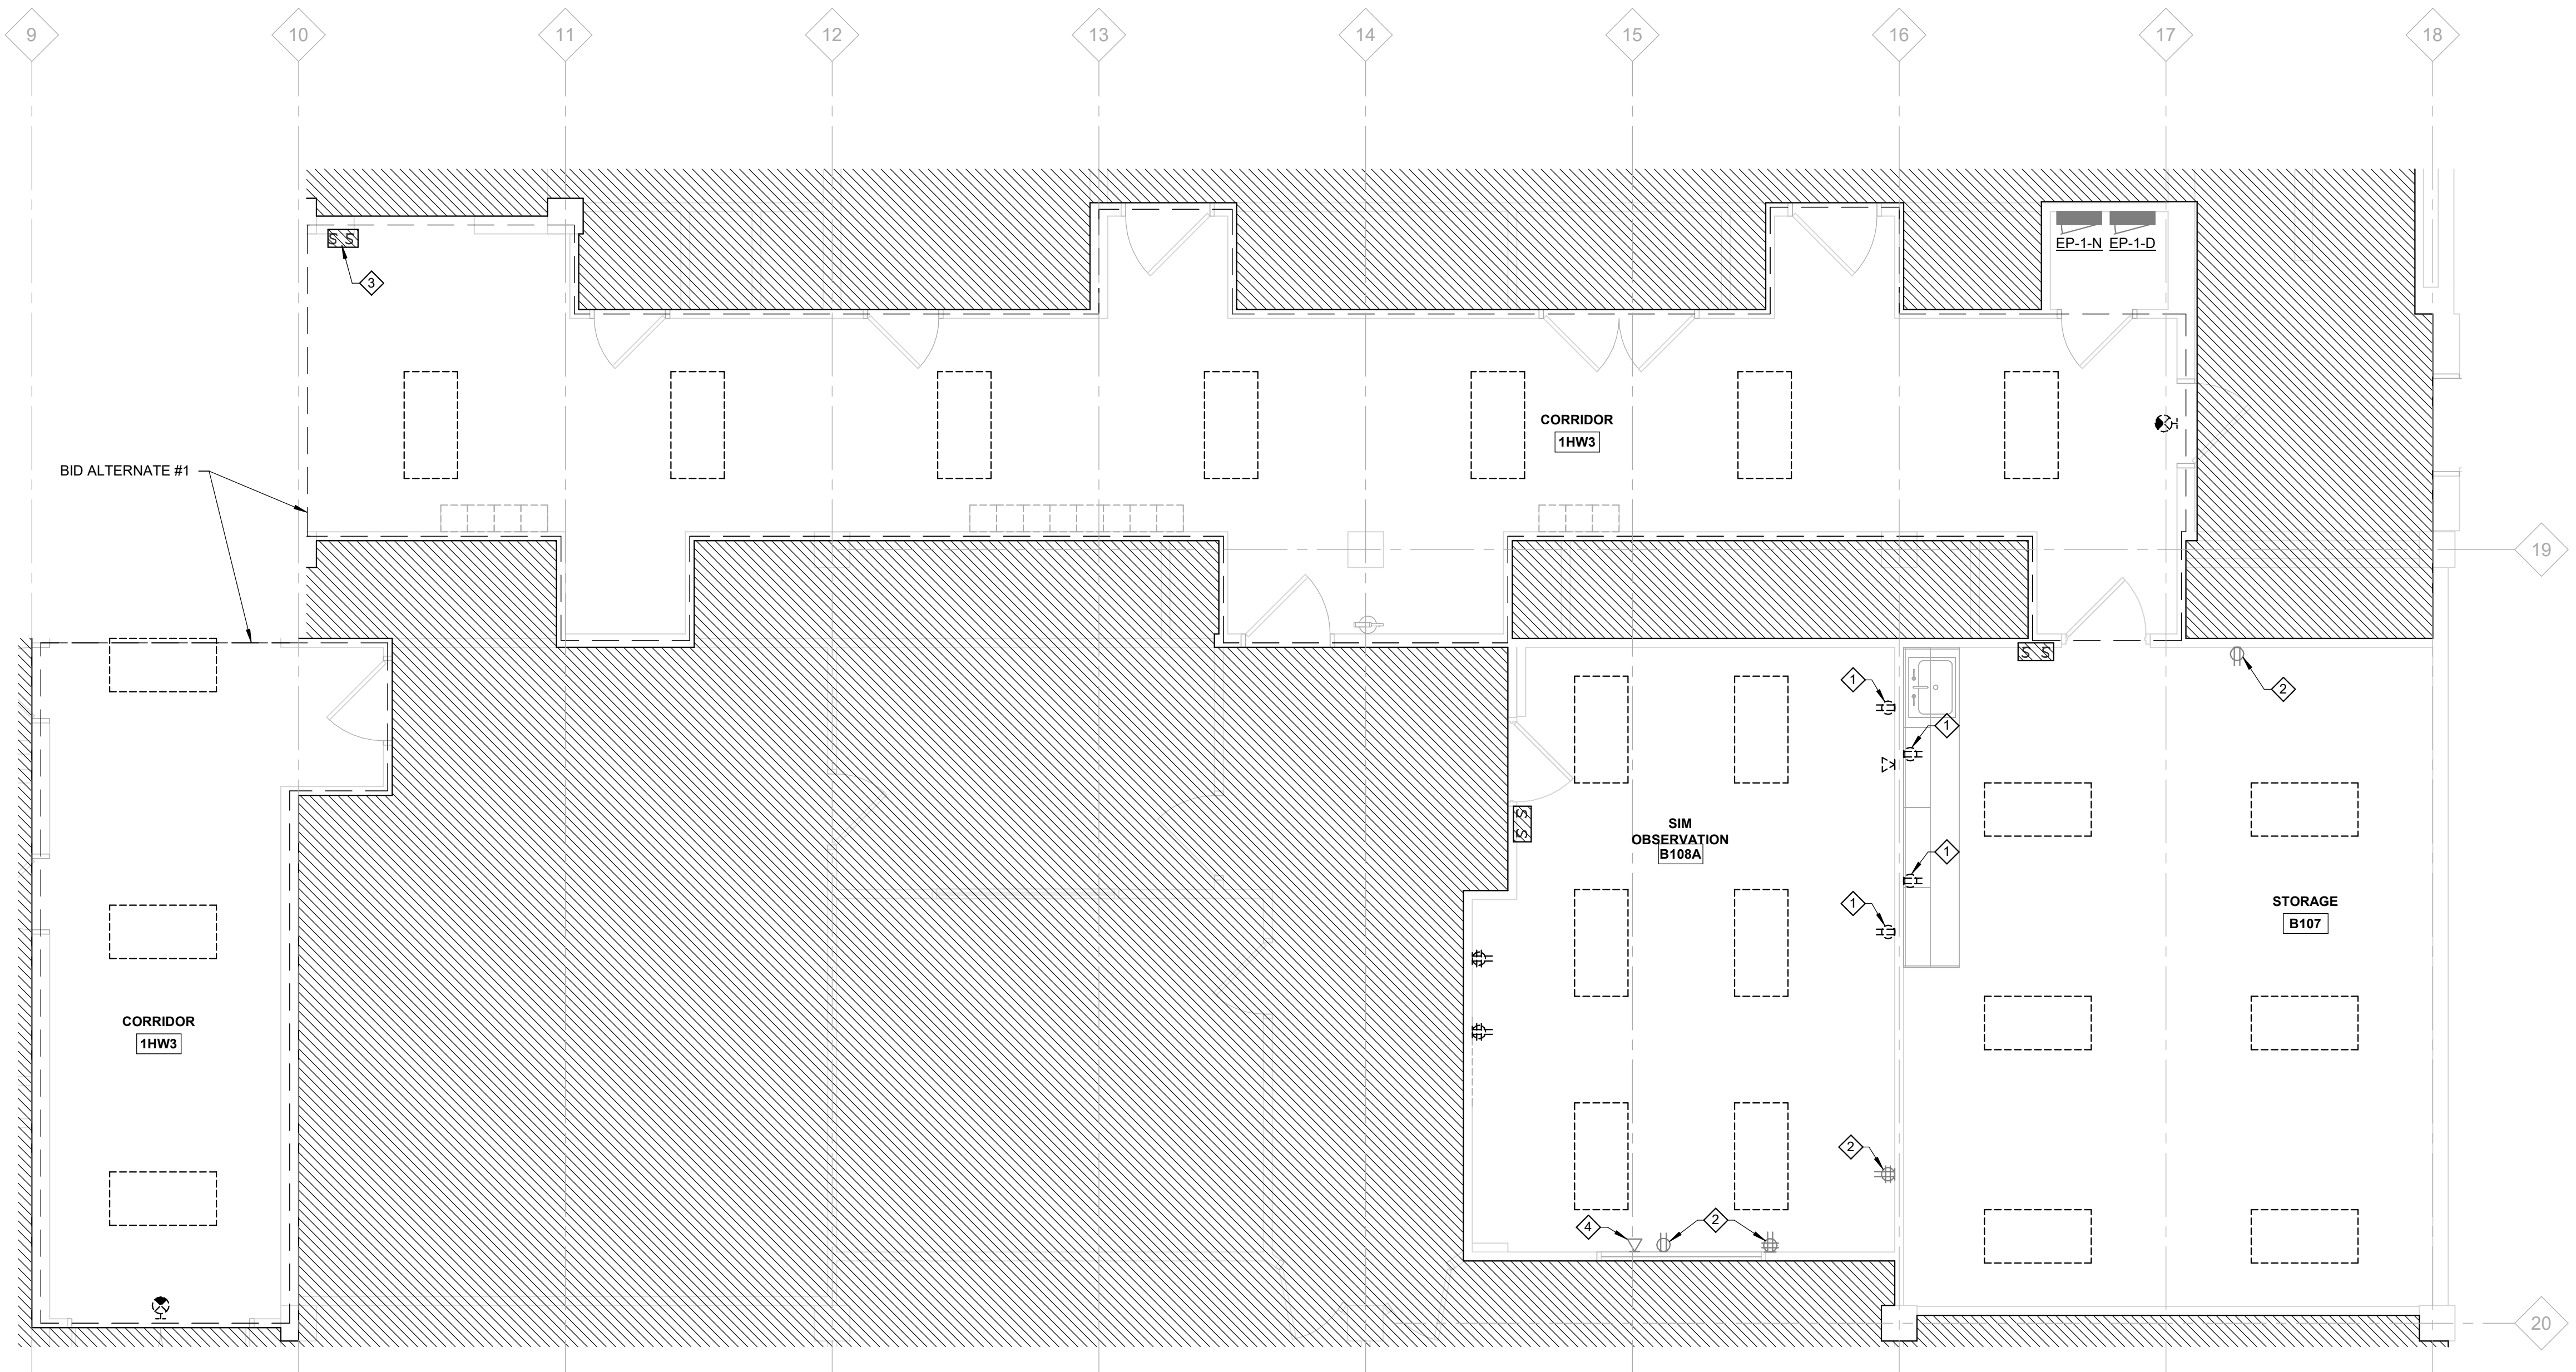 9 10 11 12 13 14 15 16 17 18
S S
EP-1-N EP-1-D
3
CORRIDOR
1HW3
BID ALTERNATE #1
19
S S
1
2
1
SIM
OBSERVATION
B108A
S S
1
1
STORAGE
B107
CORRIDOR
1HW3
2
4
2
20